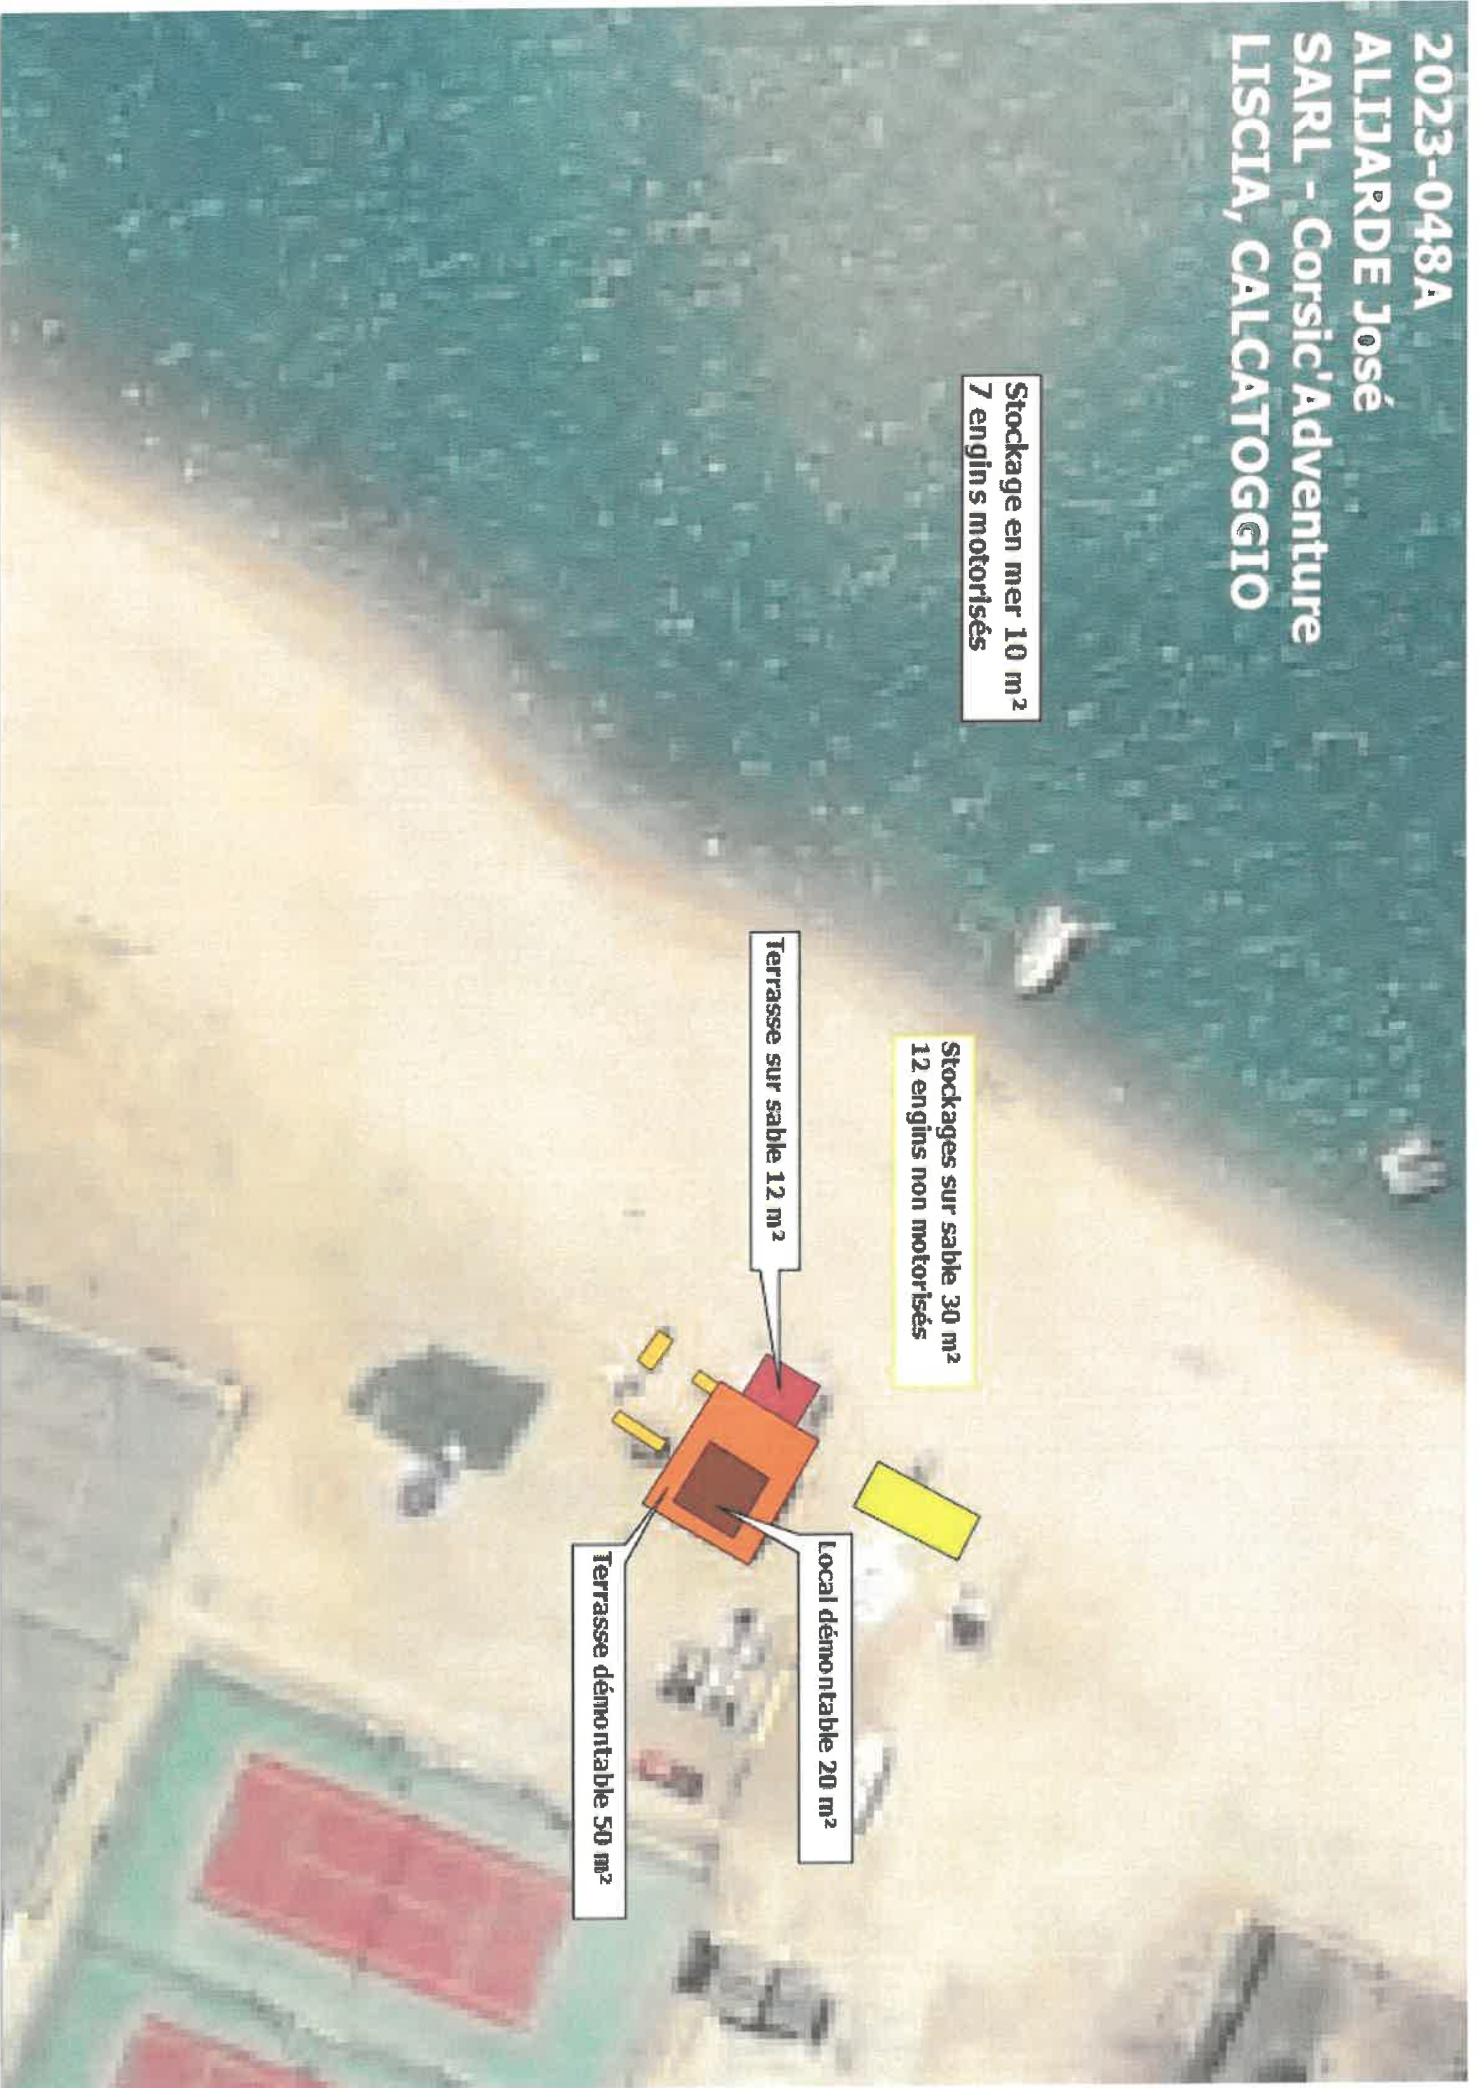 2023-048A
ALIJARDE José
SARL - Corsic'Adventure
LISCIA, CALCATOGGIO
Stockage en mer 10 m²
7 engins motorisés
Stockages sur sable 30 m²
12 engins non motorisés
Terrasse sur sable 12 m²
Local démontable 20 m²
Terrasse démontable 50 m²